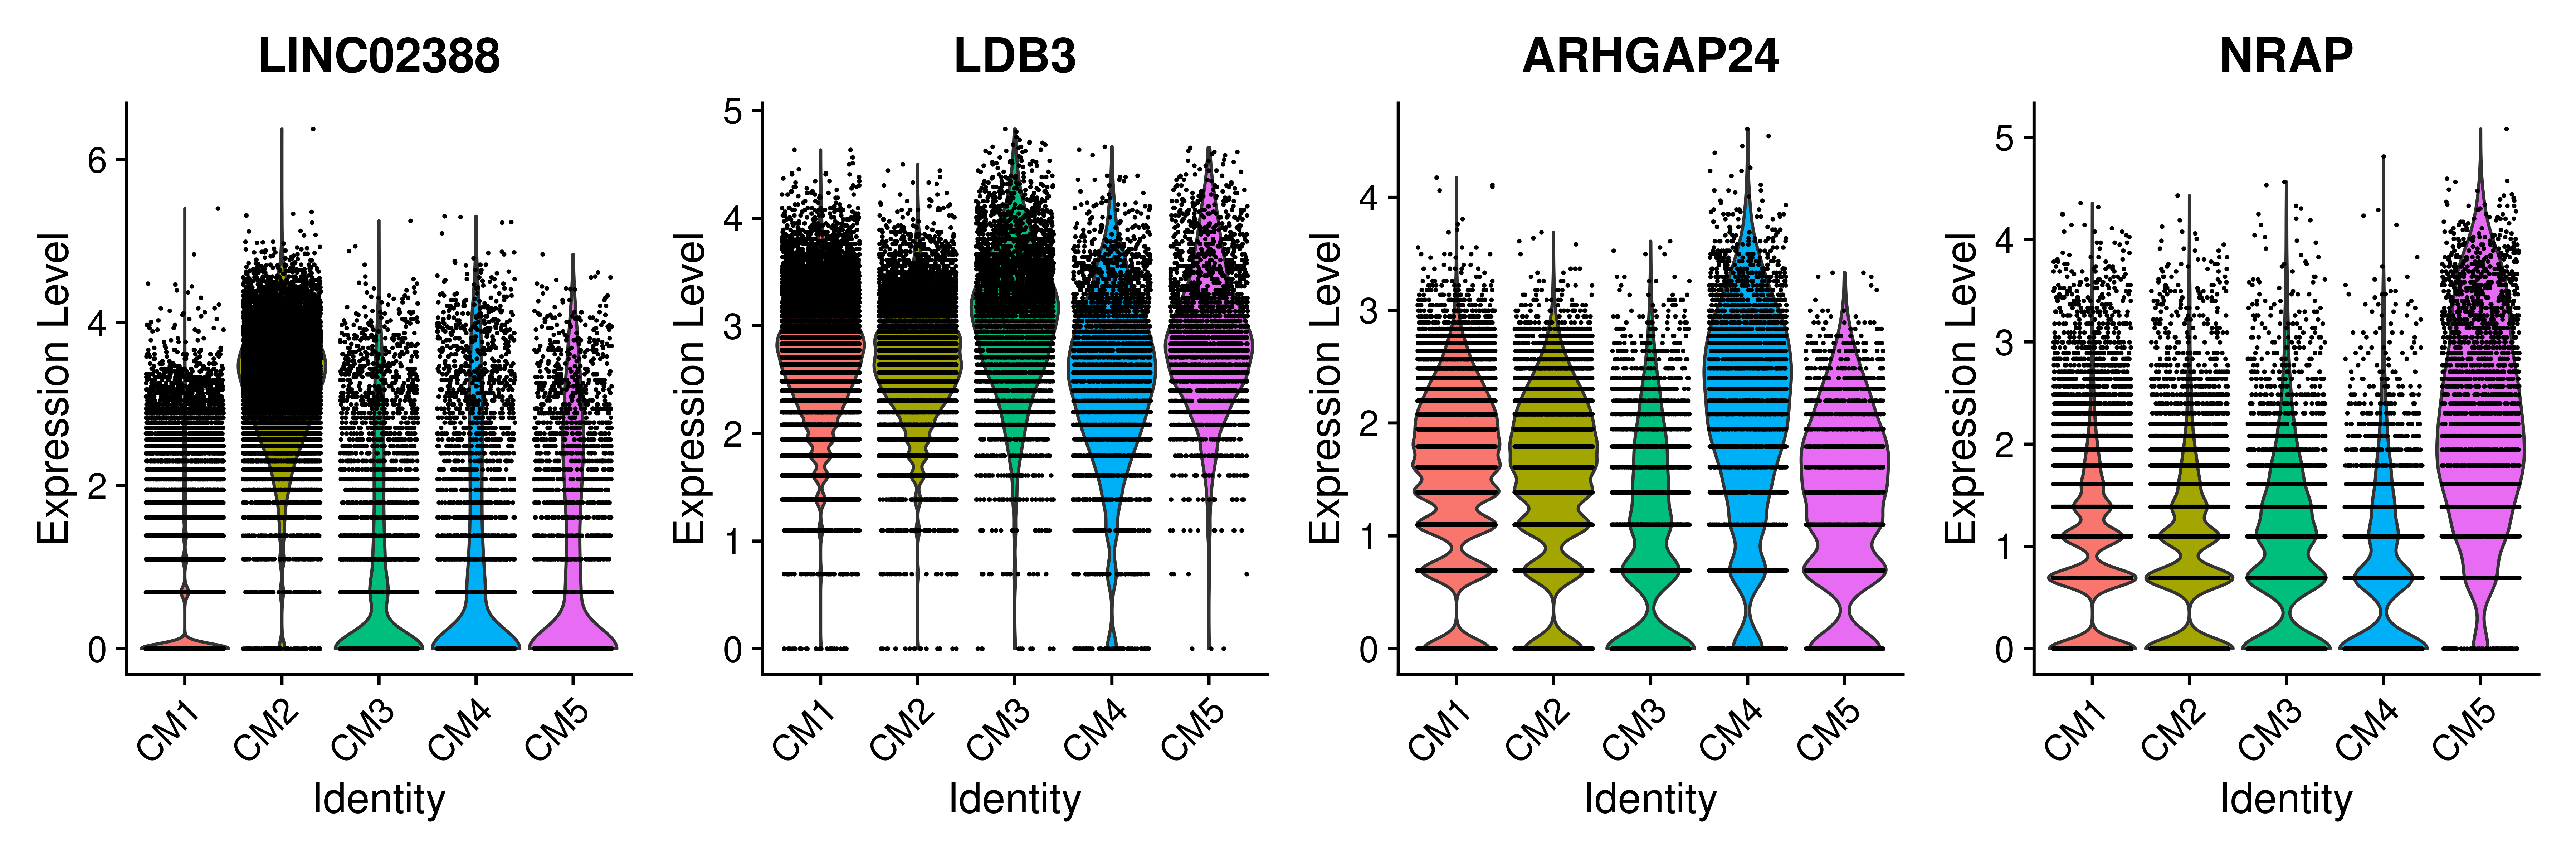 LINC02388
Expression Level
6
4
2
0
CM1
CM2
CM3
CM4
CM5
Identity
LDB3
Expression Level
5
4
3
2
1
0
CM1
CM2
CM3
CM4
CM5
Identity
ARHGAP24
Expression Level
4
3
2
1
0
CM1
CM2
CM3
CM4
CM5
Identity
NRAP
Expression Level
5
4
3
2
1
0
CM1
CM2
CM3
CM4
CM5
Identity